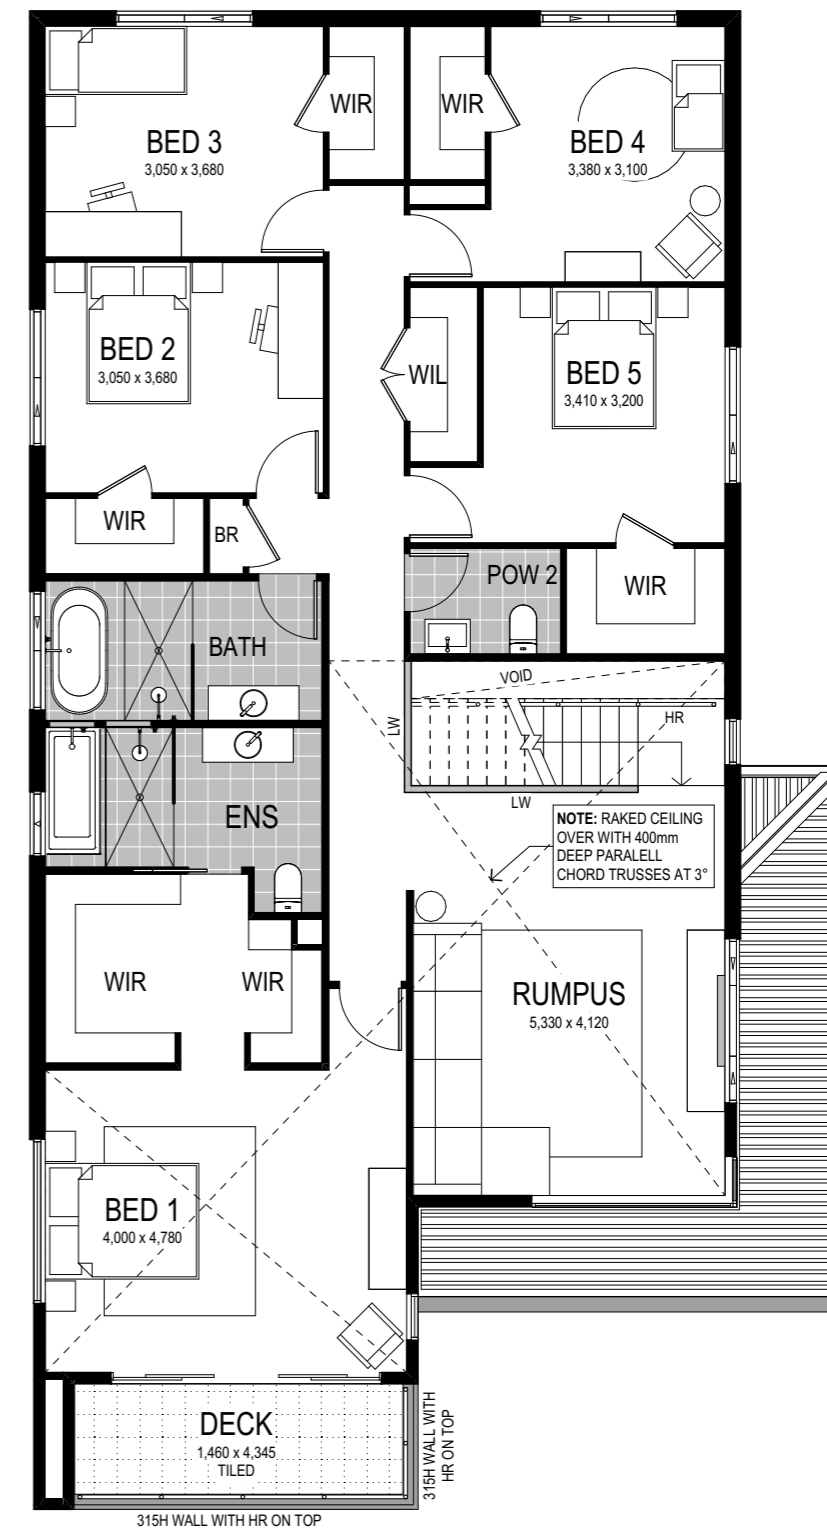 WIR
WIR
BED 3
3,050 x 3,680
BED 4
3,380 x 3,100
BED 2
3,050 x 3,680
WIL
BED 5
3,410 x 3,200
WIR
BR
POW 2
WIR
BATH
VOID
LW
HR
LW
ENS
NOTE: RAKED CEILING
OVER WITH 400mm
DEEP PARALELL
CHORD TRUSSES AT 3°
WIR
WIR
RUMPUS
5,330 x 4,120
BED 1
4,000 x 4,780
DECK
1,460 x 4,345
TILED
315H WALL WITH
HR ON TOP
315H WALL WITH HR ON TOP